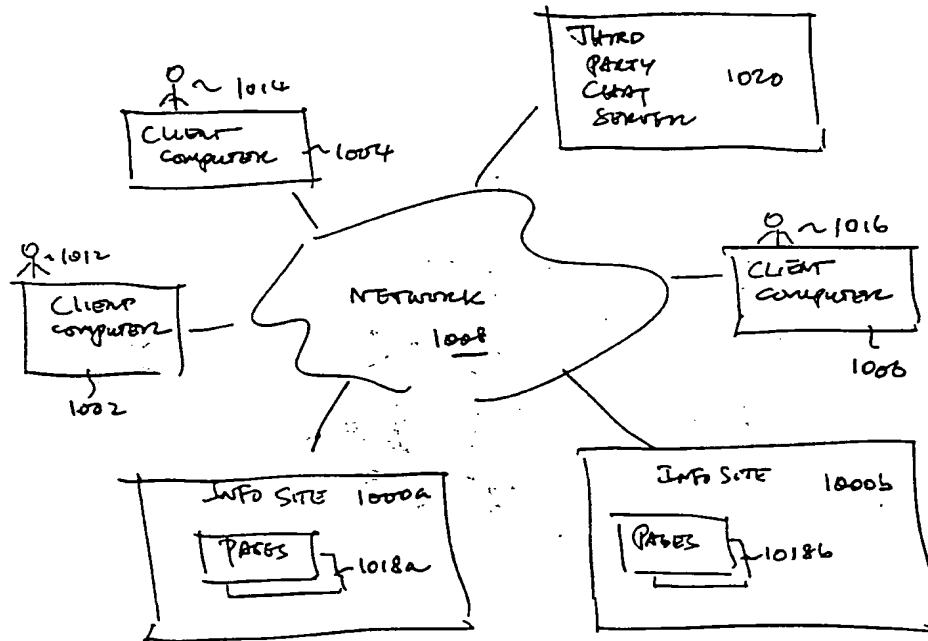 THIRD
PARTY
CHAT
SERVER
1020
1014
CLIENT
COMPUTER
1004
1012
CLIENT
COMPUTER
1002
NETWORK
1008
1016
CLIENT
COMPUTER
1006
INFO SITE 1000a
PAGES
1018a
INFO SITE 1000b
PAGES
1018b